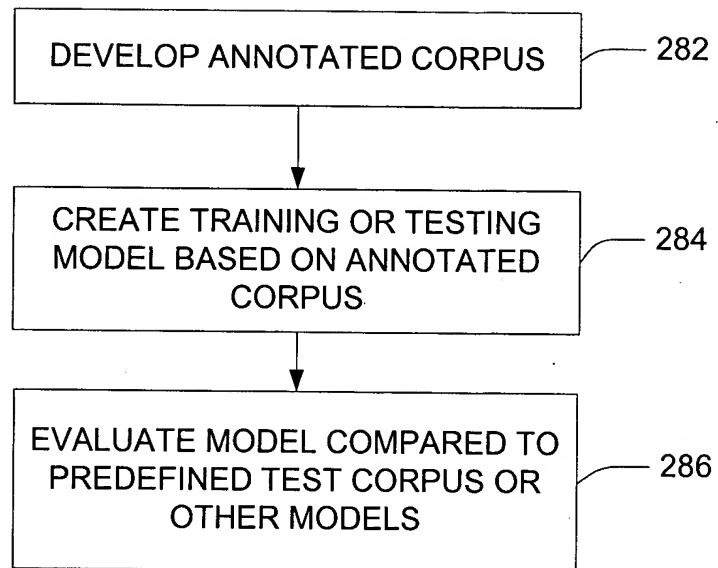 DEVELOP ANNOTATED CORPUS
282
CREATE TRAINING OR TESTING
MODEL BASED ON ANNOTATED
CORPUS
284
EVALUATE MODEL COMPARED TO
PREDEFINED TEST CORPUS OR
OTHER MODELS
286